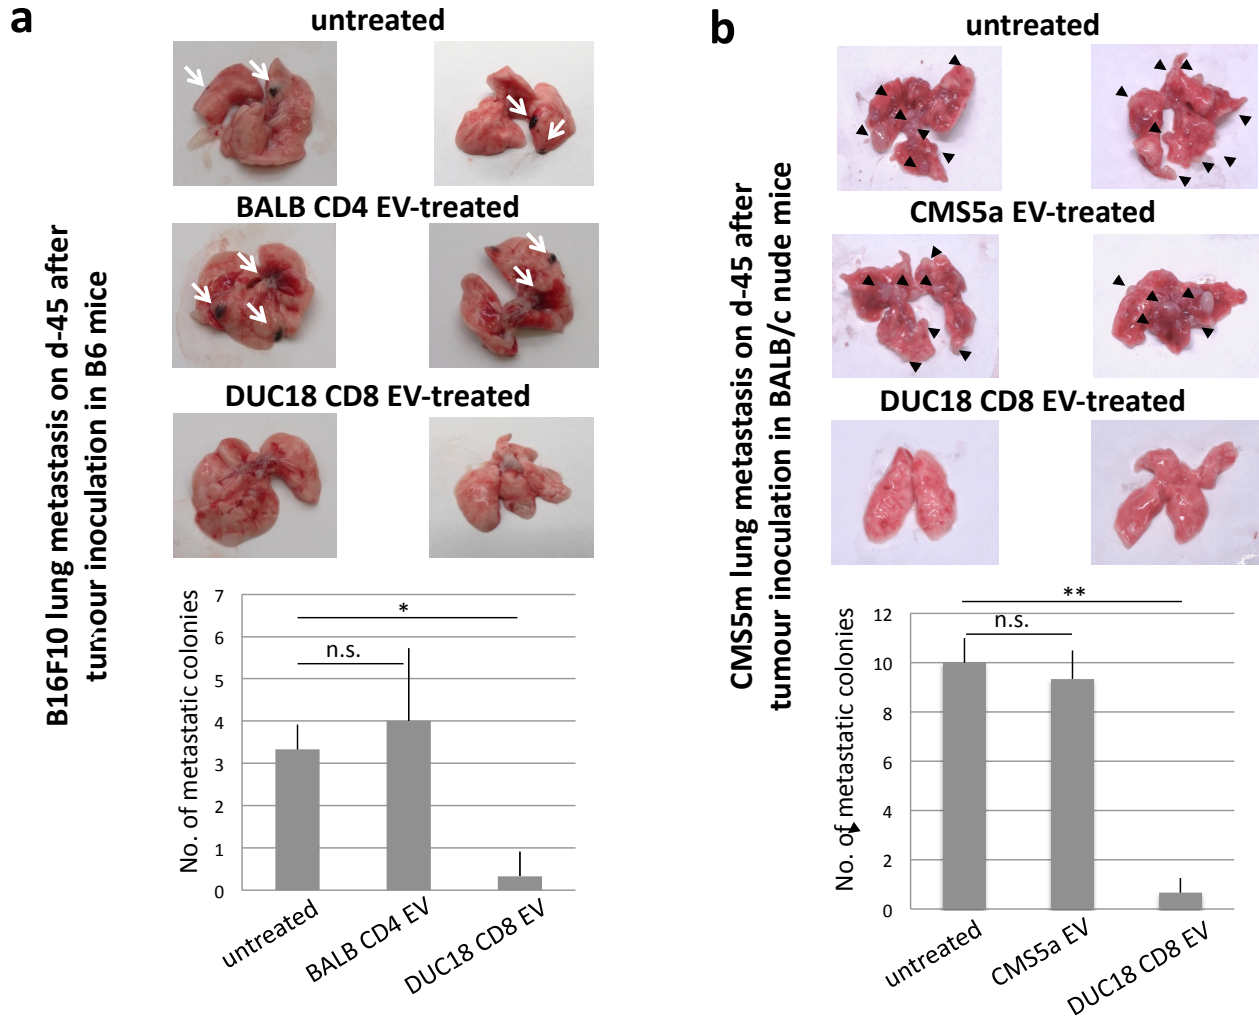 a
untreated
BALB CD4 EV-treated
DUC18 CD8 EV-treated
B16F10 lung metastasis on d-45 after
tumour inoculation in B6 mice
No. of metastatic colonies
7
6
5
4
3
2
1
0
*
n.s.
untreated
BALB CD4 EV
DUC18 CD8 EV
b
untreated
CMS5a EV-treated
DUC18 CD8 EV-treated
CMS5m lung metastasis on d-45 after
tumour inoculation in BALB/c nude mice
No. of metastatic colonies
12
10
8
6
4
2
0
**
n.s.
untreated
CMS5a EV
DUC18 CD8 EV